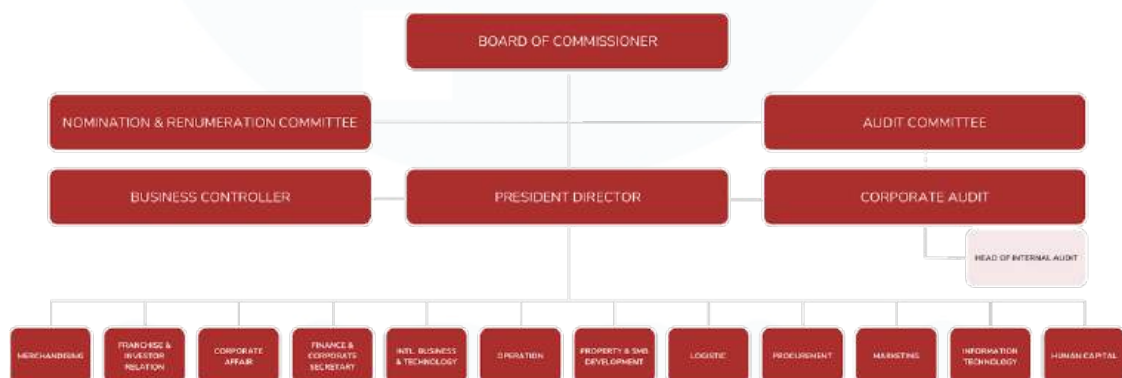 BOARD OF COMMISSIONER
NOMINATION & RENUMERATION COMMITTEE
AUDIT COMMITTEE
BUSINESS CONTROLLER
PRESIDENT DIRECTOR
CORPORATE AUDIT
HEAD OF INTERNAL AUDIT
MERCHANDISING
FRANCHISE &
INVESTOR
RELATION
CORPORATE
AFFAIR
FINANCE &
CORPORATE
SECRETARY
INTL. BUSINESS
& TECHNOLOGY
OPERATION
PROPERTY & SMB
DEVELOPMENT
LOGISTIC
PROCUREMENT
MARKETING
INFORMATION
TECHNOLOGY
HUMAN CAPITAL